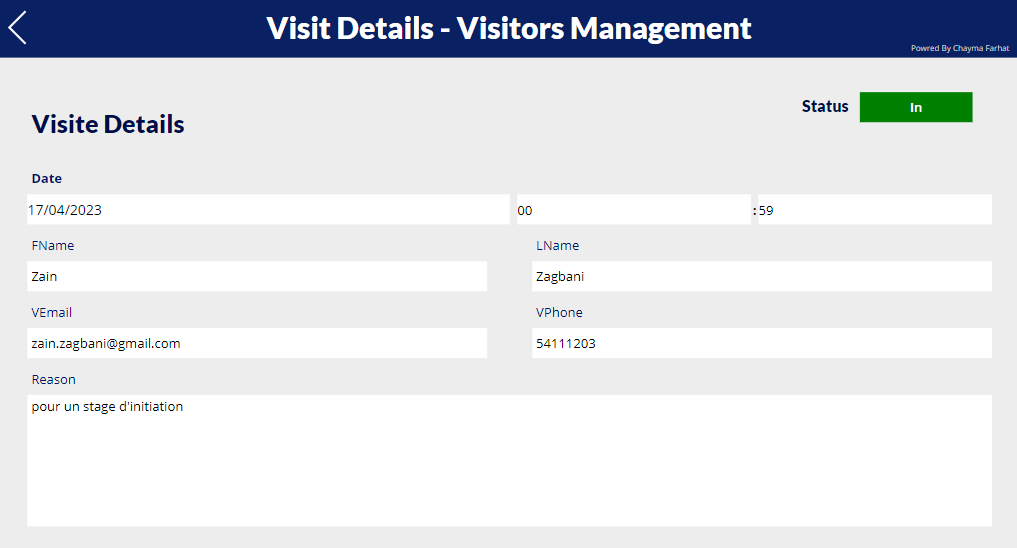 Visit Details - Visitors Management
Powred By Chayma Farhat
Status In
Visite Details
Date
17/04/2023 00 : 59
FName LName
Zain Zagbani
VEmail VPhone
zain.zagbani@gmail.com 54111203
Reason
pour un stage d'initiation